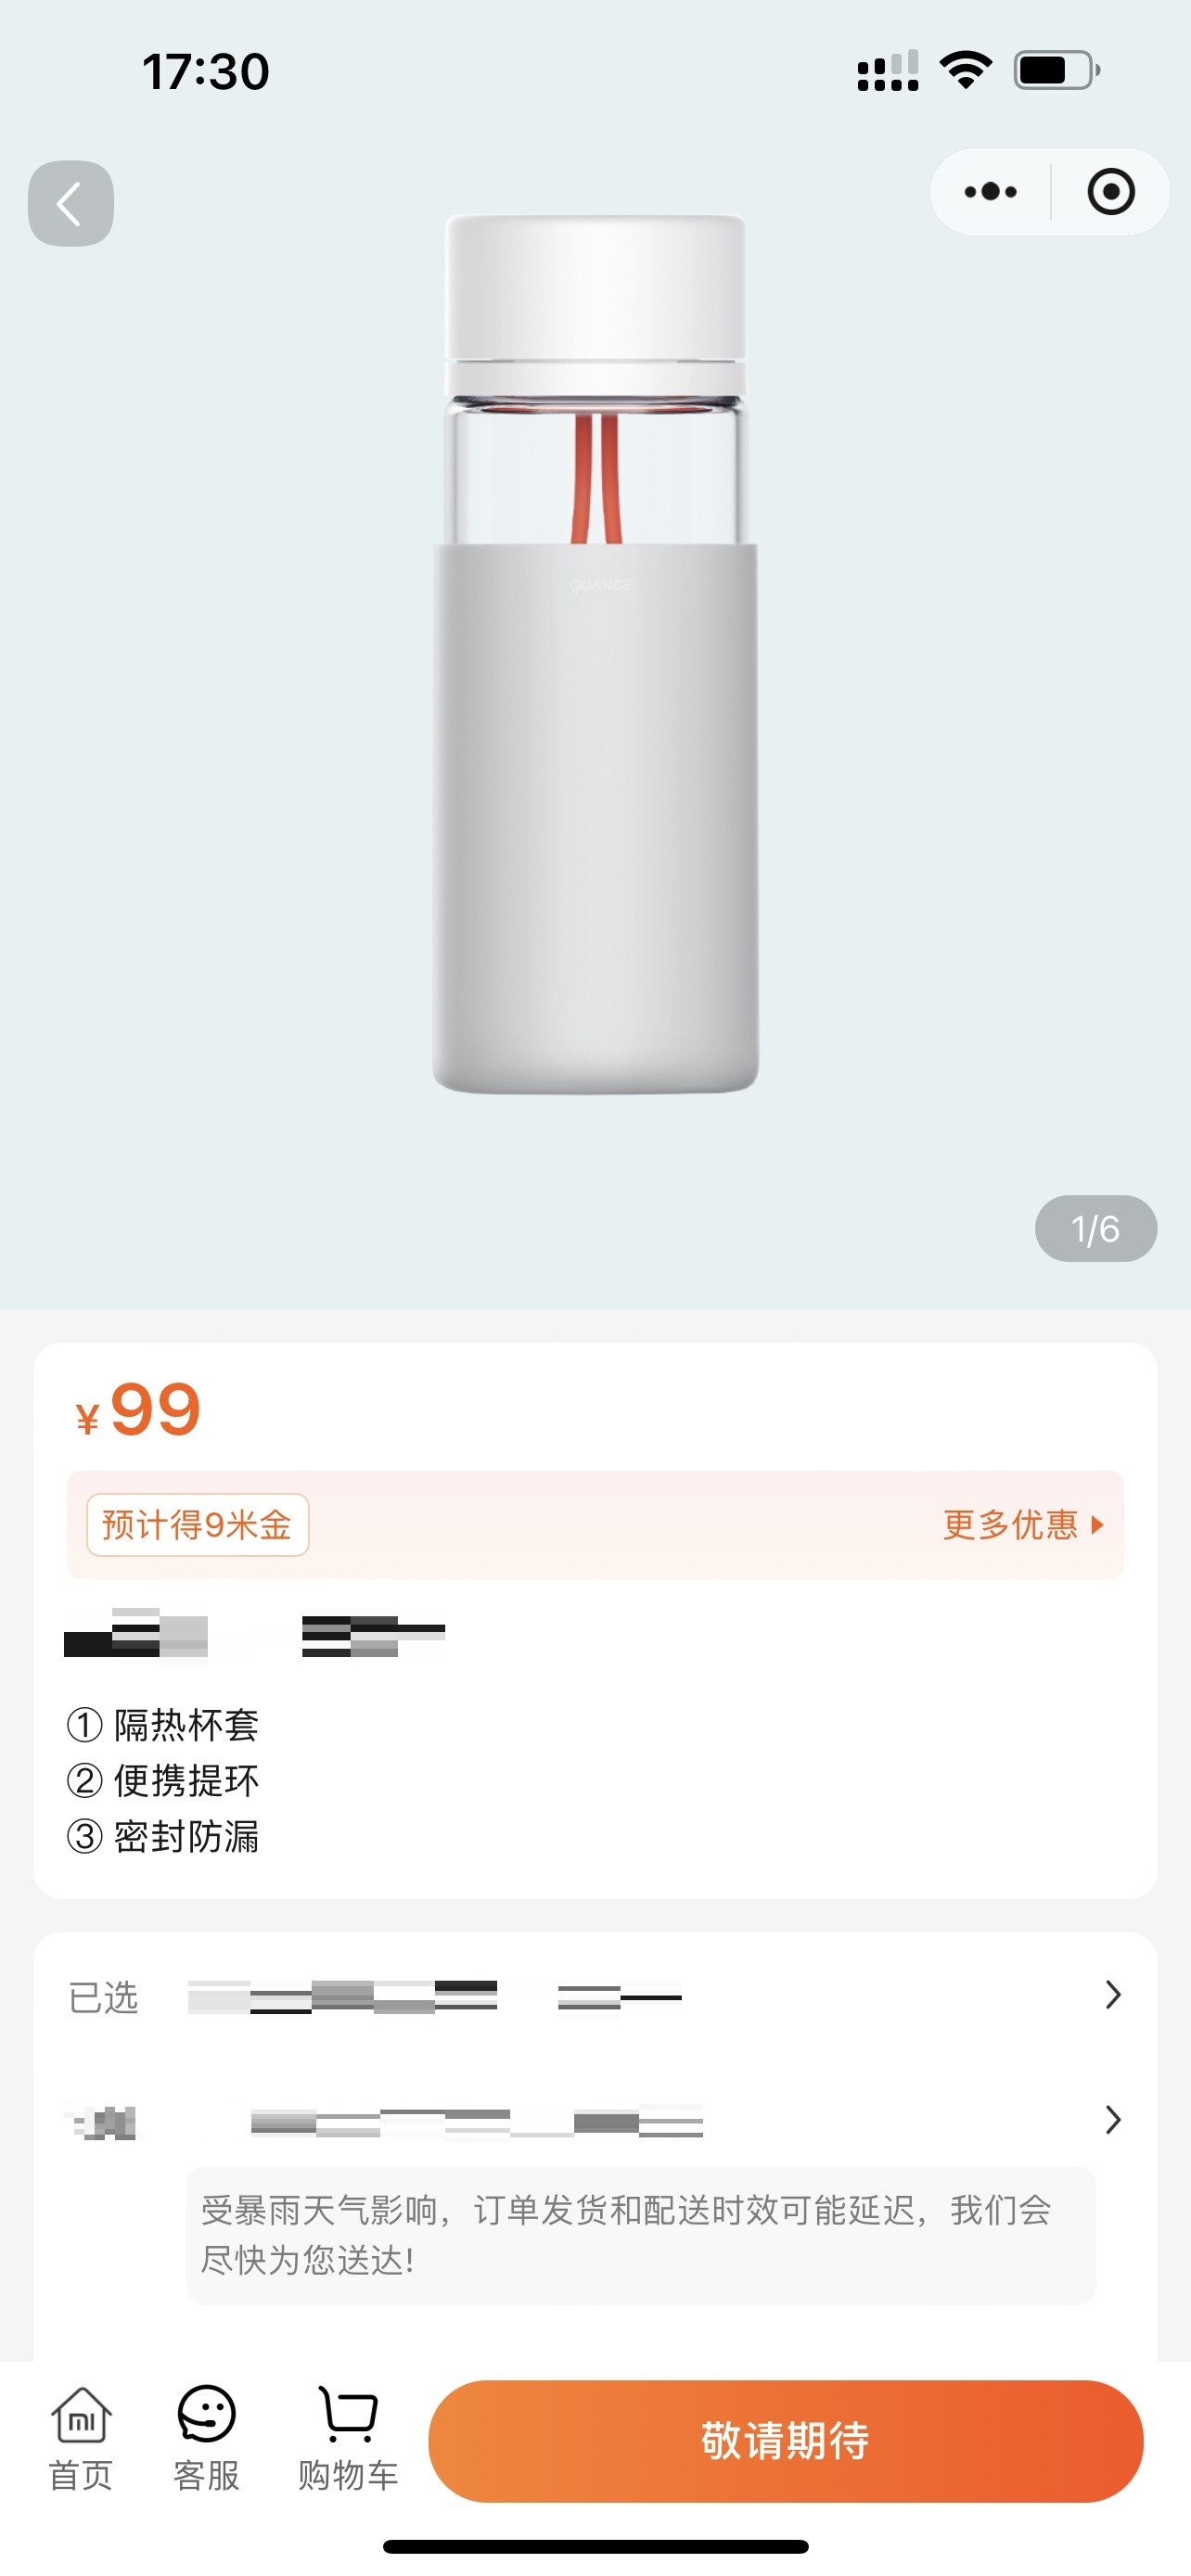 17:30
QUANGE
1/6
¥99
预计得9米金
更多优惠
① 隔热杯套
② 便携提环
③ 密封防漏
已选
受暴雨天气影响，订单发货和配送时效可能延迟，我们会
尽快为您送达!
首页
客服
购物车
敬请期待